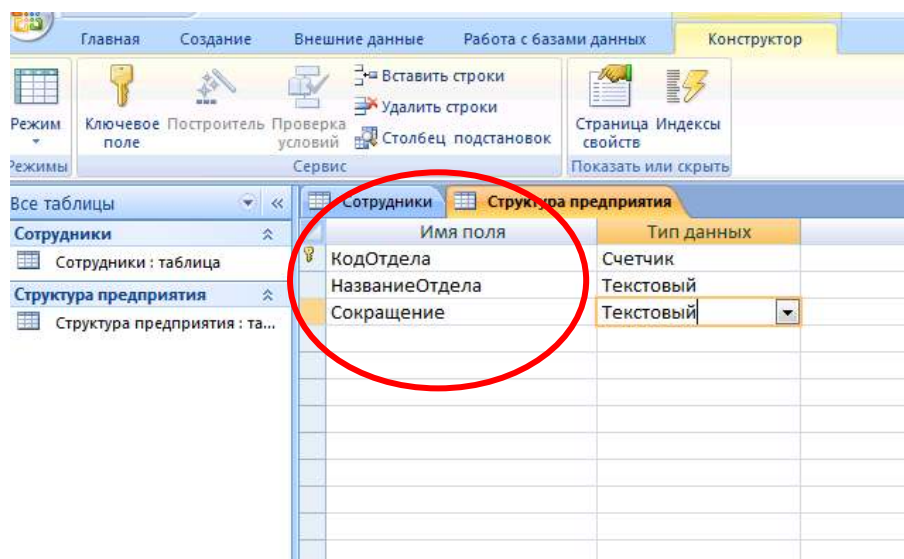 Главная Создание Внешние данные Работа с базами данных Конструктор
Вставить строки
Удалить строки
Столбец подстановок
Режим Ключевое поле Построитель Проверка условий Страница свойств Индексы
Режимы Сервис Показать или скрыть
Все таблицы Сотрудники Структура предприятия
Имя поля Тип данных
Сотрудники
Сотрудники : таблица
Структура предприятия
Структура предприятия : та...
КодОтдела Счетчик
НазваниеОтдела Текстовый
Сокращение Текстовый